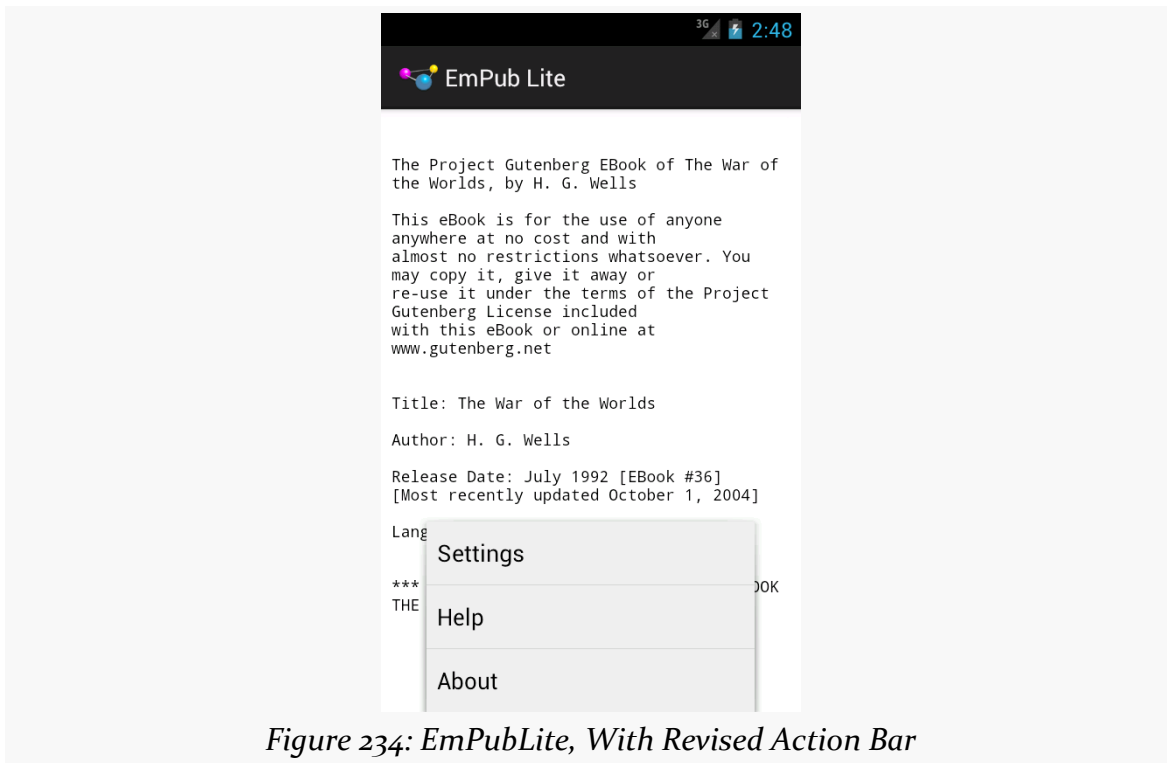 3G
2:48
EmPub Lite
The Project Gutenberg EBook of The War of
the Worlds, by H. G. Wells
This eBook is for the use of anyone
anywhere at no cost and with
almost no restrictions whatsoever. You
may copy it, give it away or
re-use it under the terms of the Project
Gutenberg License included
with this eBook or online at
www.gutenberg.net
Title: The War of the Worlds
Author: H. G. Wells
Release Date: July 1992 [EBook #36]
[Most recently updated October 1, 2004]
Lang
***
THE
Settings
Help
About
Figure 234: EmPubLite, With Revised Action Bar